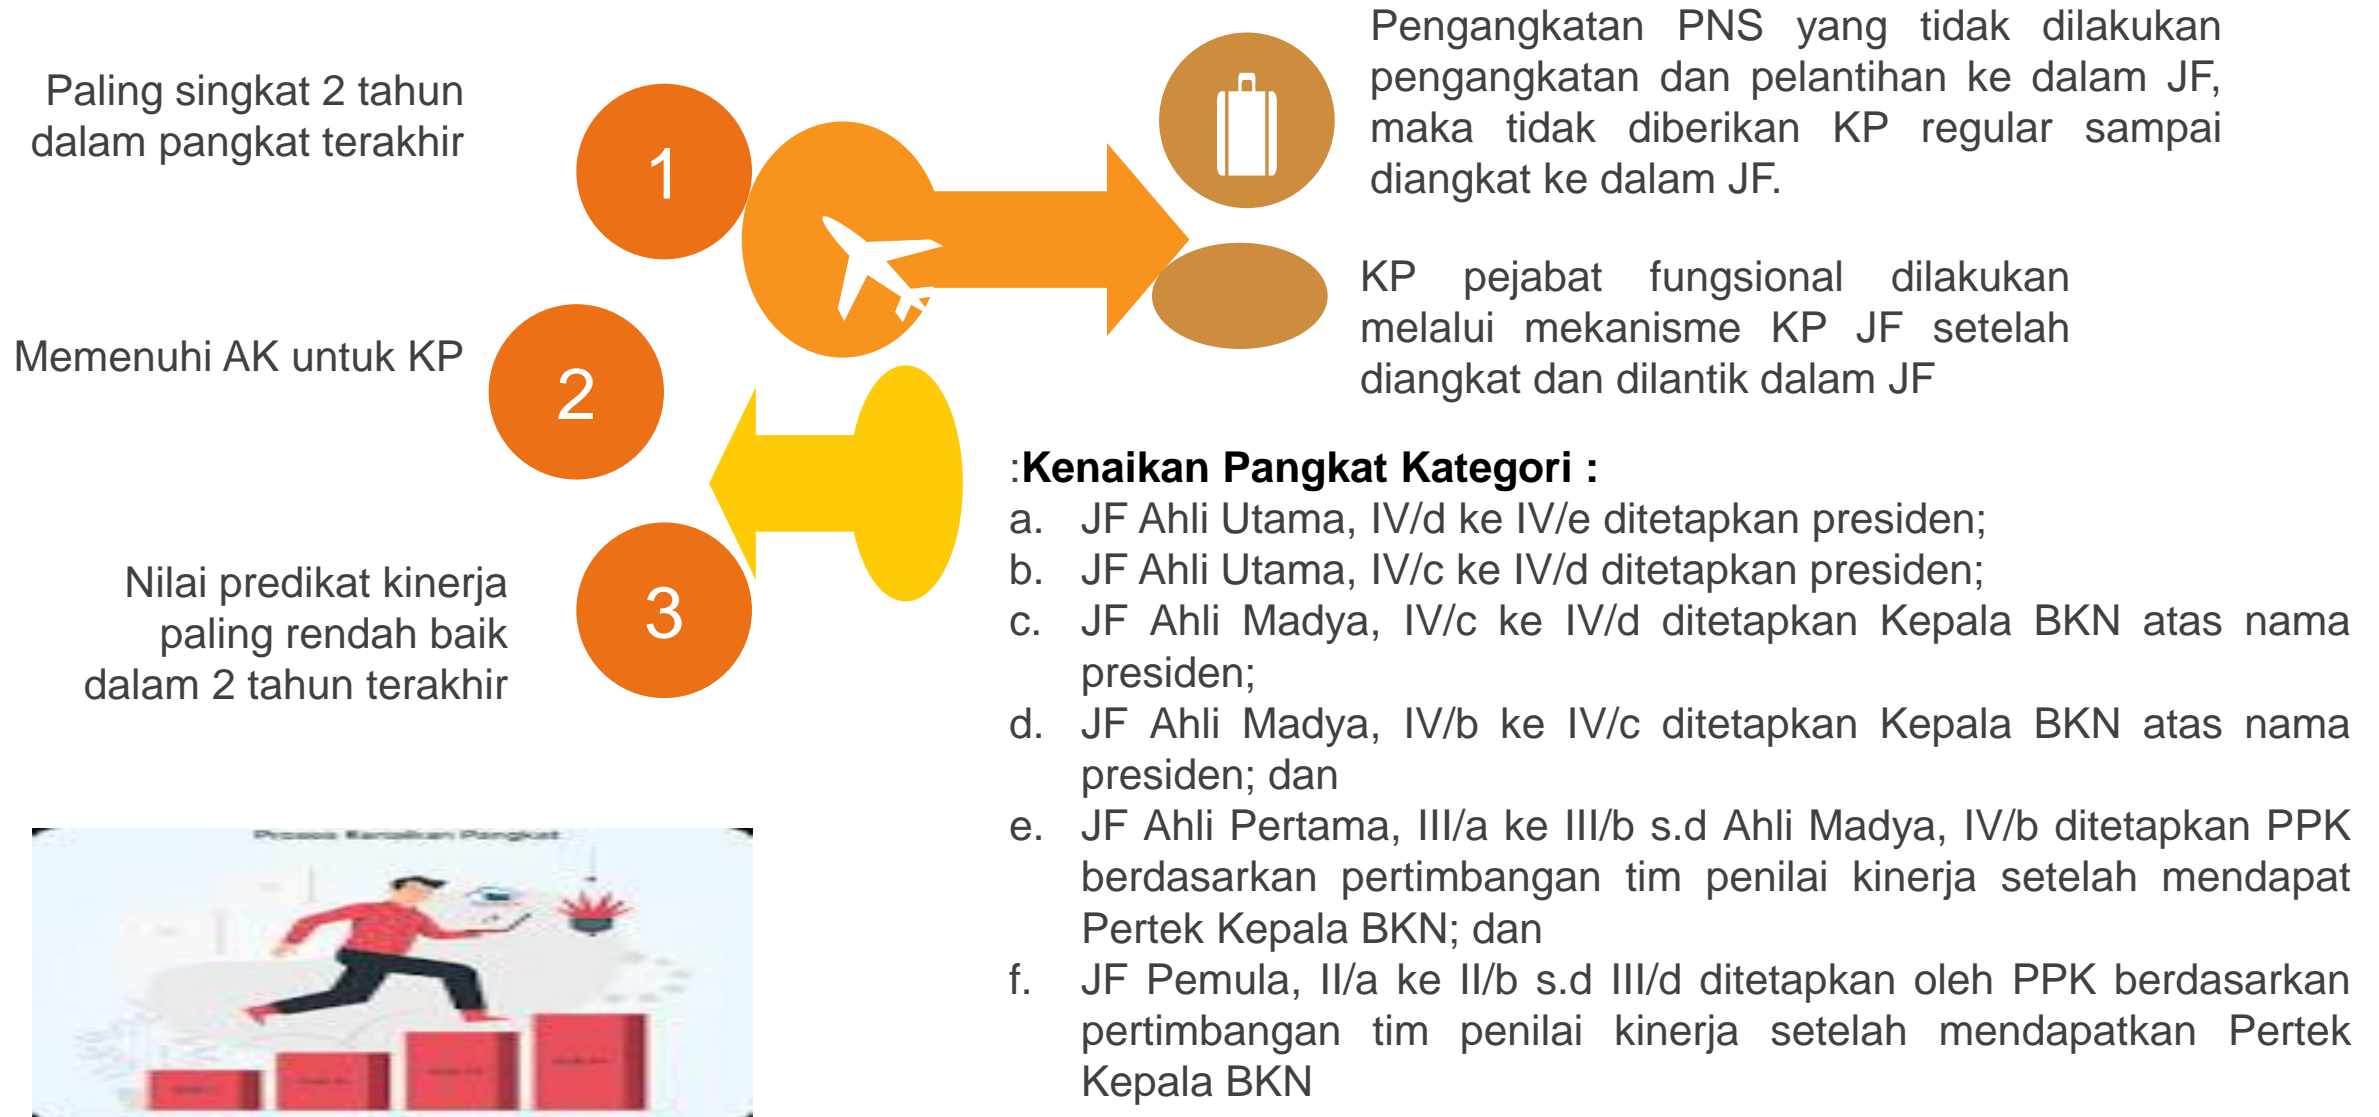 Paling singkat 2 tahun
dalam pangkat terakhir
1
Memenuhi AK untuk KP
2
Nilai predikat kinerja
paling rendah baik
dalam 2 tahun terakhir
3
Pengangkatan PNS yang tidak dilakukan
pengangkatan dan pelantihan ke dalam JF,
maka tidak diberikan KP regular sampai
diangkat ke dalam JF.
KP pejabat fungsional dilakukan
melalui mekanisme KP JF setelah
diangkat dan dilantik dalam JF
:Kenaikan Pangkat Kategori :
a. JF Ahli Utama, IV/d ke IV/e ditetapkan presiden;
b. JF Ahli Utama, IV/c ke IV/d ditetapkan presiden;
c. JF Ahli Madya, IV/c ke IV/d ditetapkan Kepala BKN atas nama
presiden;
d. JF Ahli Madya, IV/b ke IV/c ditetapkan Kepala BKN atas nama
presiden; dan
e. JF Ahli Pertama, III/a ke III/b s.d Ahli Madya, IV/b ditetapkan PPK
berdasarkan pertimbangan tim penilai kinerja setelah mendapat
Pertek Kepala BKN; dan
f. JF Pemula, II/a ke II/b s.d III/d ditetapkan oleh PPK berdasarkan
pertimbangan tim penilai kinerja setelah mendapatkan Pertek
Kepala BKN
Proses Kenaikan Pangkat